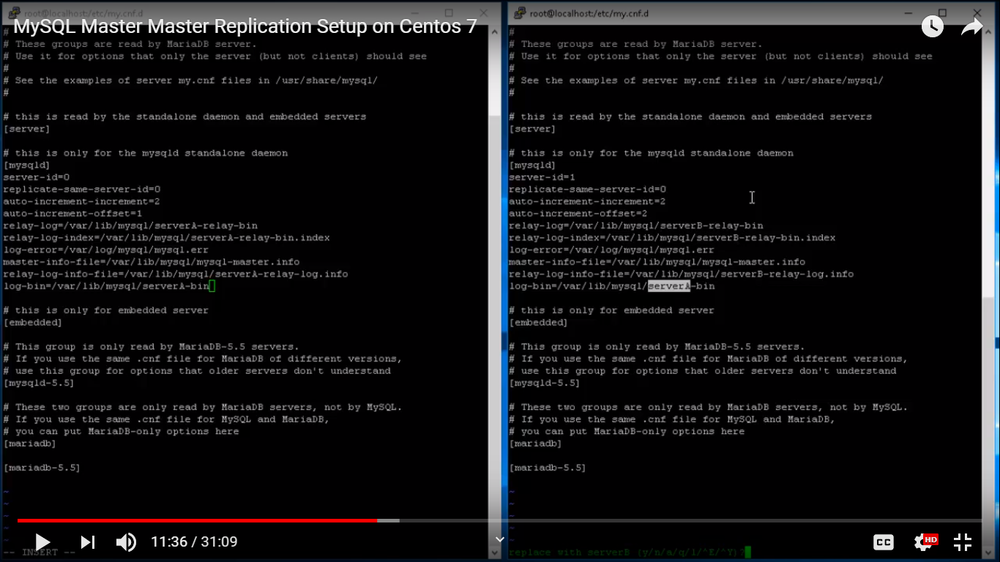 root@localhost:/etc/my.cnf.d
MySQL Master Master Replication Setup on Centos 7
#
# These groups are read by MariaDB server.
# Use it for options that only the server (but not clients) should see
#
# See the examples of server my.cnf files in /usr/share/mysql/
#
# this is read by the standalone daemon and embedded servers
[server]
# this is only for the mysqld standalone daemon
[mysqld]
server-id=0
replicate-same-server-id=0
auto-increment-increment=2
auto-increment-offset=1
relay-log=/var/lib/mysql/serverA-relay-bin
relay-log-index=/var/lib/mysql/serverA-relay-bin.index
log-error=/var/log/mysql/mysql.err
master-info-file=/var/lib/mysql/mysql-master.info
relay-log-info-file=/var/lib/mysql/serverA-relay-log.info
log-bin=/var/lib/mysql/serverA-bin
# this is only for embedded server
[embedded]
# This group is only read by MariaDB-5.5 servers.
# If you use the same .cnf file for MariaDB of different versions,
# use this group for options that older servers don't understand
[mysqld-5.5]
# These two groups are only read by MariaDB servers, not by MySQL.
# If you use the same .cnf file for MySQL and MariaDB,
# you can put MariaDB-only options here
[mariadb]
[mariadb-5.5]
~
~
~
~
~
-- INSERT --
root@localhost:/etc/my.cnf.d
#
# These groups are read by MariaDB server.
# Use it for options that only the server (but not clients) should see
#
# See the examples of server my.cnf files in /usr/share/mysql/
#
# this is read by the standalone daemon and embedded servers
[server]
# this is only for the mysqld standalone daemon
[mysqld]
server-id=1
replicate-same-server-id=0
auto-increment-increment=2
auto-increment-offset=2
relay-log=/var/lib/mysql/serverB-relay-bin
relay-log-index=/var/lib/mysql/serverB-relay-bin.index
log-error=/var/log/mysql/mysql.err
master-info-file=/var/lib/mysql/mysql-master.info
relay-log-info-file=/var/lib/mysql/serverB-relay-log.info
log-bin=/var/lib/mysql/serverA-bin
# this is only for embedded server
[embedded]
# This group is only read by MariaDB-5.5 servers.
# If you use the same .cnf file for MariaDB of different versions,
# use this group for options that older servers don't understand
[mysqld-5.5]
# These two groups are only read by MariaDB servers, not by MySQL.
# If you use the same .cnf file for MySQL and MariaDB,
# you can put MariaDB-only options here
[mariadb]
[mariadb-5.5]
~
~
~
~
~
replace with serverB (y/n/a/q/l/^E/^Y)?
11:36 / 31:09
CC
HD